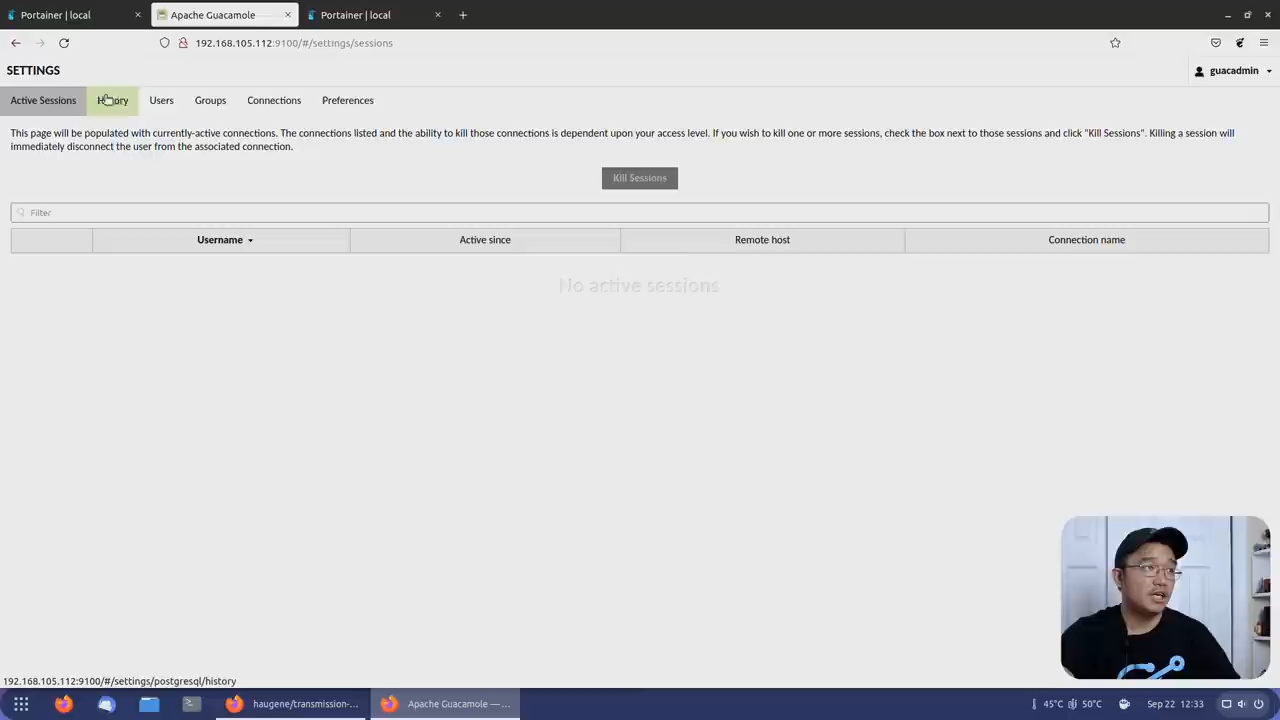 Portainer | local
Apache Guacamole
Portainer | local
192.168.105.112:9100/#/settings/sessions
SETTINGS
guacadmin
Active Sessions
History
Users
Groups
Connections
Preferences
This page will be populated with currently-active connections. The connections listed and the ability to kill those connections is dependent upon your access level. If you wish to kill one or more sessions, check the box next to those sessions and click "Kill Sessions". Killing a session will
immediately disconnect the user from the associated connection.
Kill Sessions
Filter
Username
Active since
Remote host
Connection name
No active sessions
192.168.105.112:9100/#/settings/postgresql/history
haugene/transmission-...
Apache Guacamole — ...
45°C
50°C
Sep 22 12:33